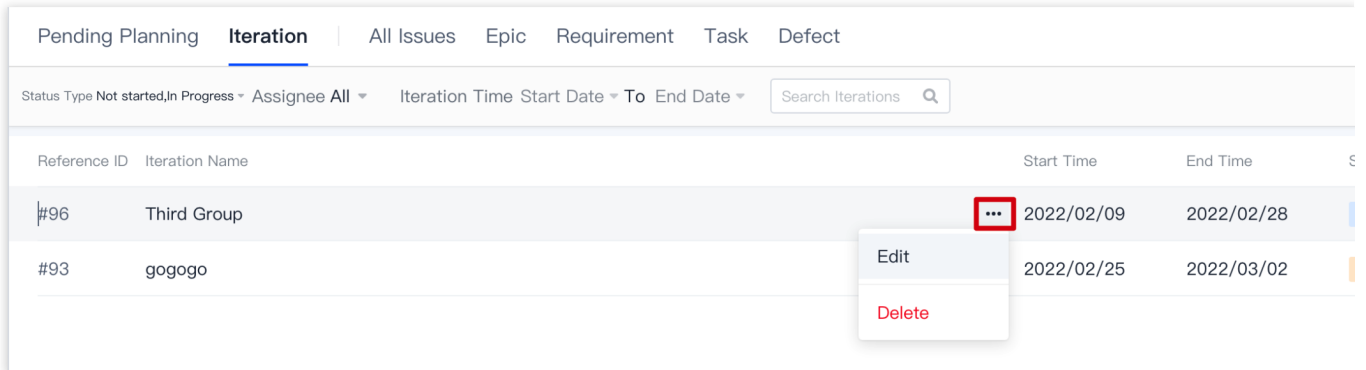 Pending Planning Iteration All Issues Epic Requirement Task Defect
Status Type Not started,In Progress Assignee All Iteration Time Start Date To End Date Search Iterations
Reference ID Iteration Name Start Time End Time S
#96 Third Group ••• 2022/02/09 2022/02/28
Edit
#93 gogogo 2022/02/25 2022/03/02
Delete